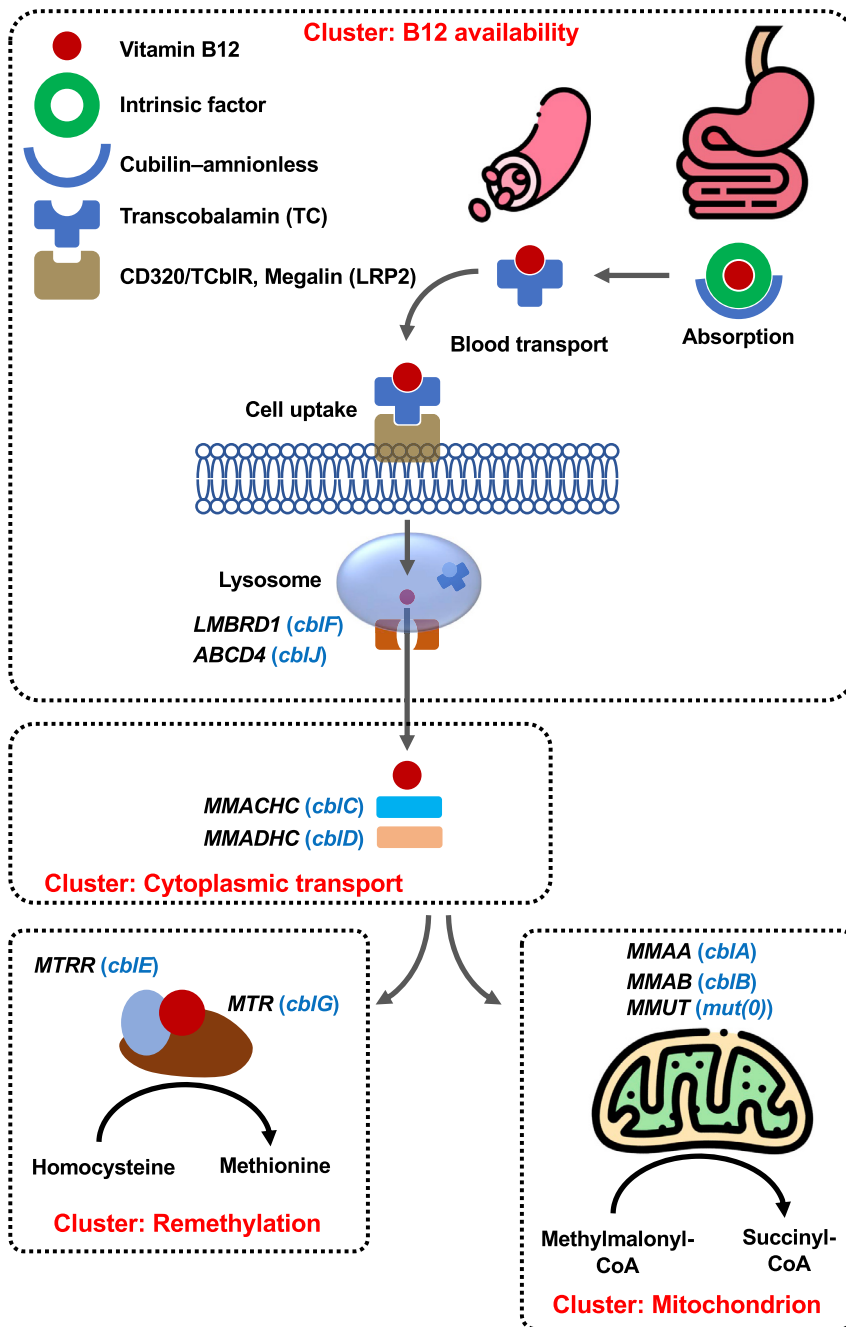 Cluster: B12 availability
Vitamin B12
Intrinsic factor
Cubilin–amnionless
Transcobalamin (TC)
CD320/TCblR, Megalin (LRP2)
Absorption
Blood transport
Cell uptake
Lysosome
LMBRD1 (cblF)
ABCD4 (cblJ)
MMACHC (cblC)
MMADHC (cblD)
Cluster: Cytoplasmic transport
MTRR (cblE)
MTR (cblG)
Homocysteine
Methionine
Cluster: Remethylation
MMAA (cblA)
MMAB (cblB)
MMUT (mut(0))
Methylmalonyl-
CoA
Succinyl-
CoA
Cluster: Mitochondrion